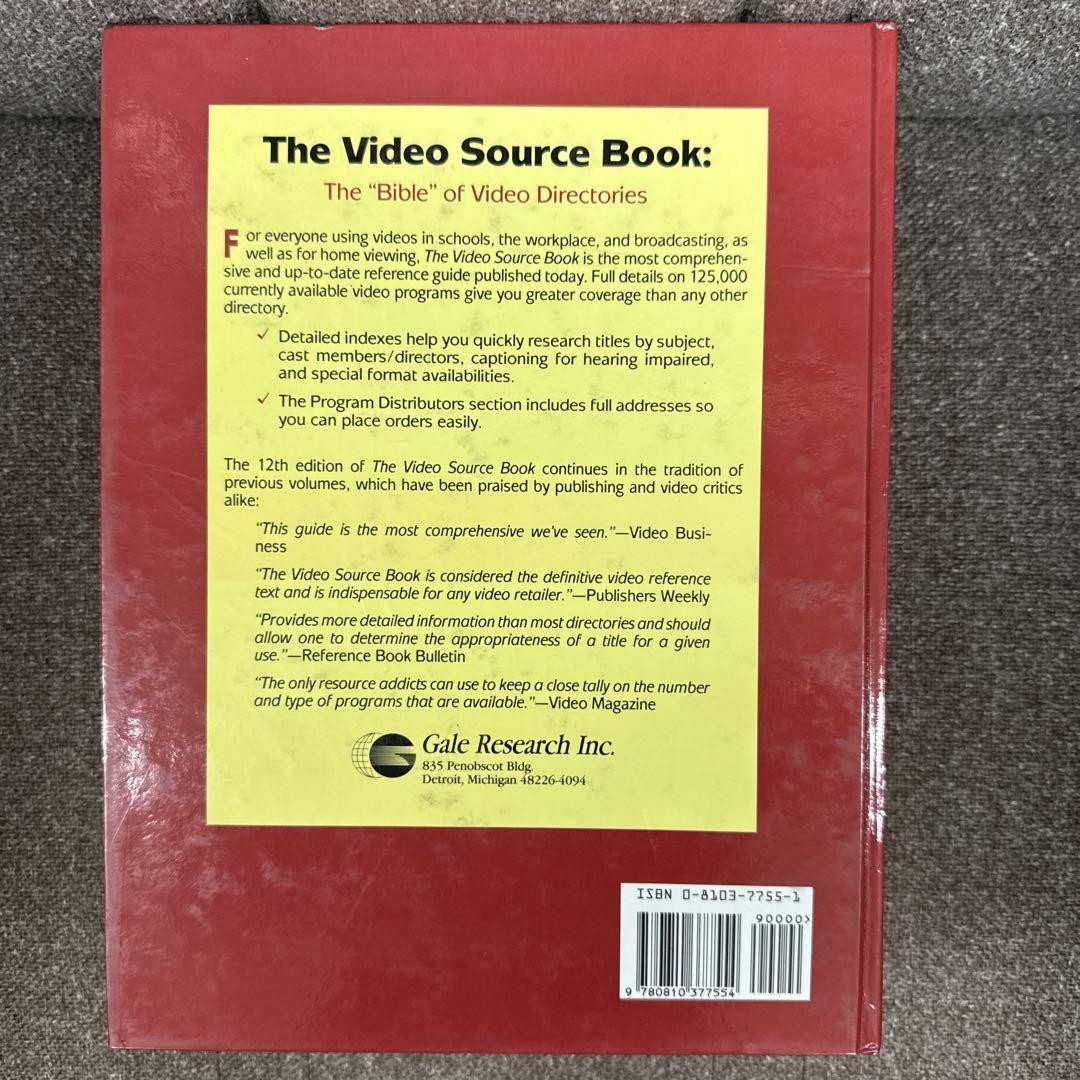 The Video Source Book:
The “Bible” of Video Directories
For everyone using videos in schools, the workplace, and broadcasting, as
well as for home viewing, The Video Source Book is the most comprehen-
sive and up-to-date reference guide published today. Full details on 125,000
currently available video programs give you greater coverage than any other
directory.
✓ Detailed indexes help you quickly research titles by subject,
cast members/directors, captioning for hearing impaired,
and special format availabilities.
✓ The Program Distributors section includes full addresses so
you can place orders easily.
The 12th edition of The Video Source Book continues in the tradition of
previous volumes, which have been praised by publishing and video critics
alike:
“This guide is the most comprehensive we’ve seen.”—Video Busi-
ness
“The Video Source Book is considered the definitive video reference
text and is indispensable for any video retailer.”—Publishers Weekly
“Provides more detailed information than most directories and should
allow one to determine the appropriateness of a title for a given
use.”—Reference Book Bulletin
“The only resource addicts can use to keep a close tally on the number
and type of programs that are available.”—Video Magazine
Gale Research Inc.
835 Penobscot Bldg.
Detroit, Michigan 48226-4094
ISBN 0-8103-7755-1
90000>
9 780810 377554